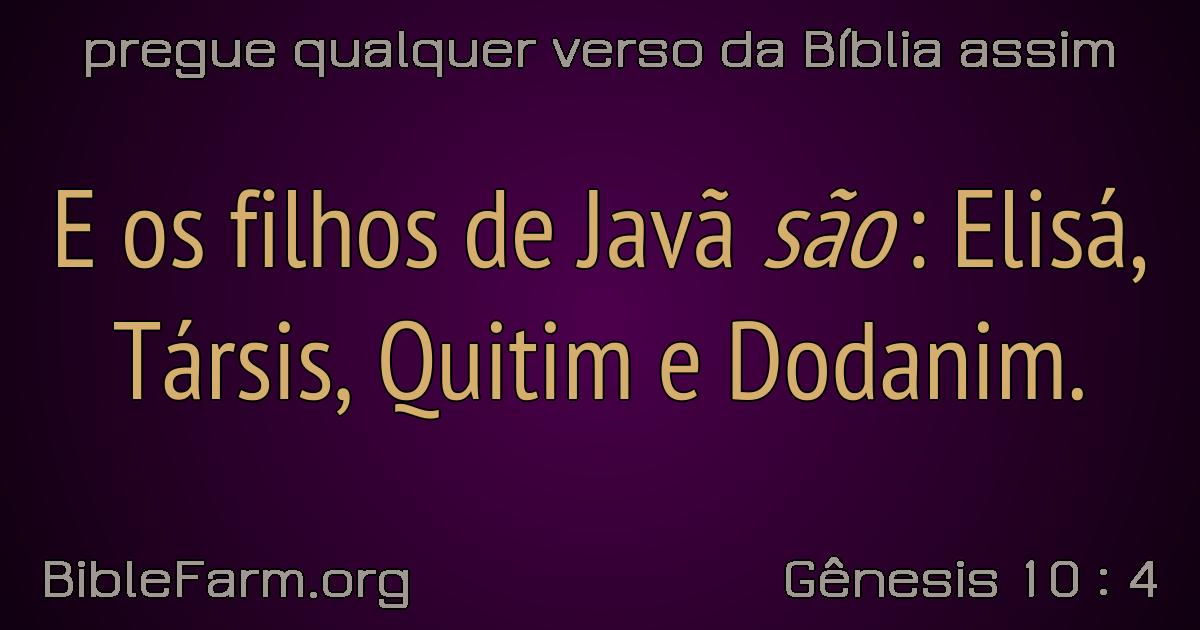 pregue qualquer verso da Bíblia assim
E os filhos de Javã são: Elisá,
Társis, Quitim e Dodanim.
BibleFarm.org
Gênesis 10 : 4